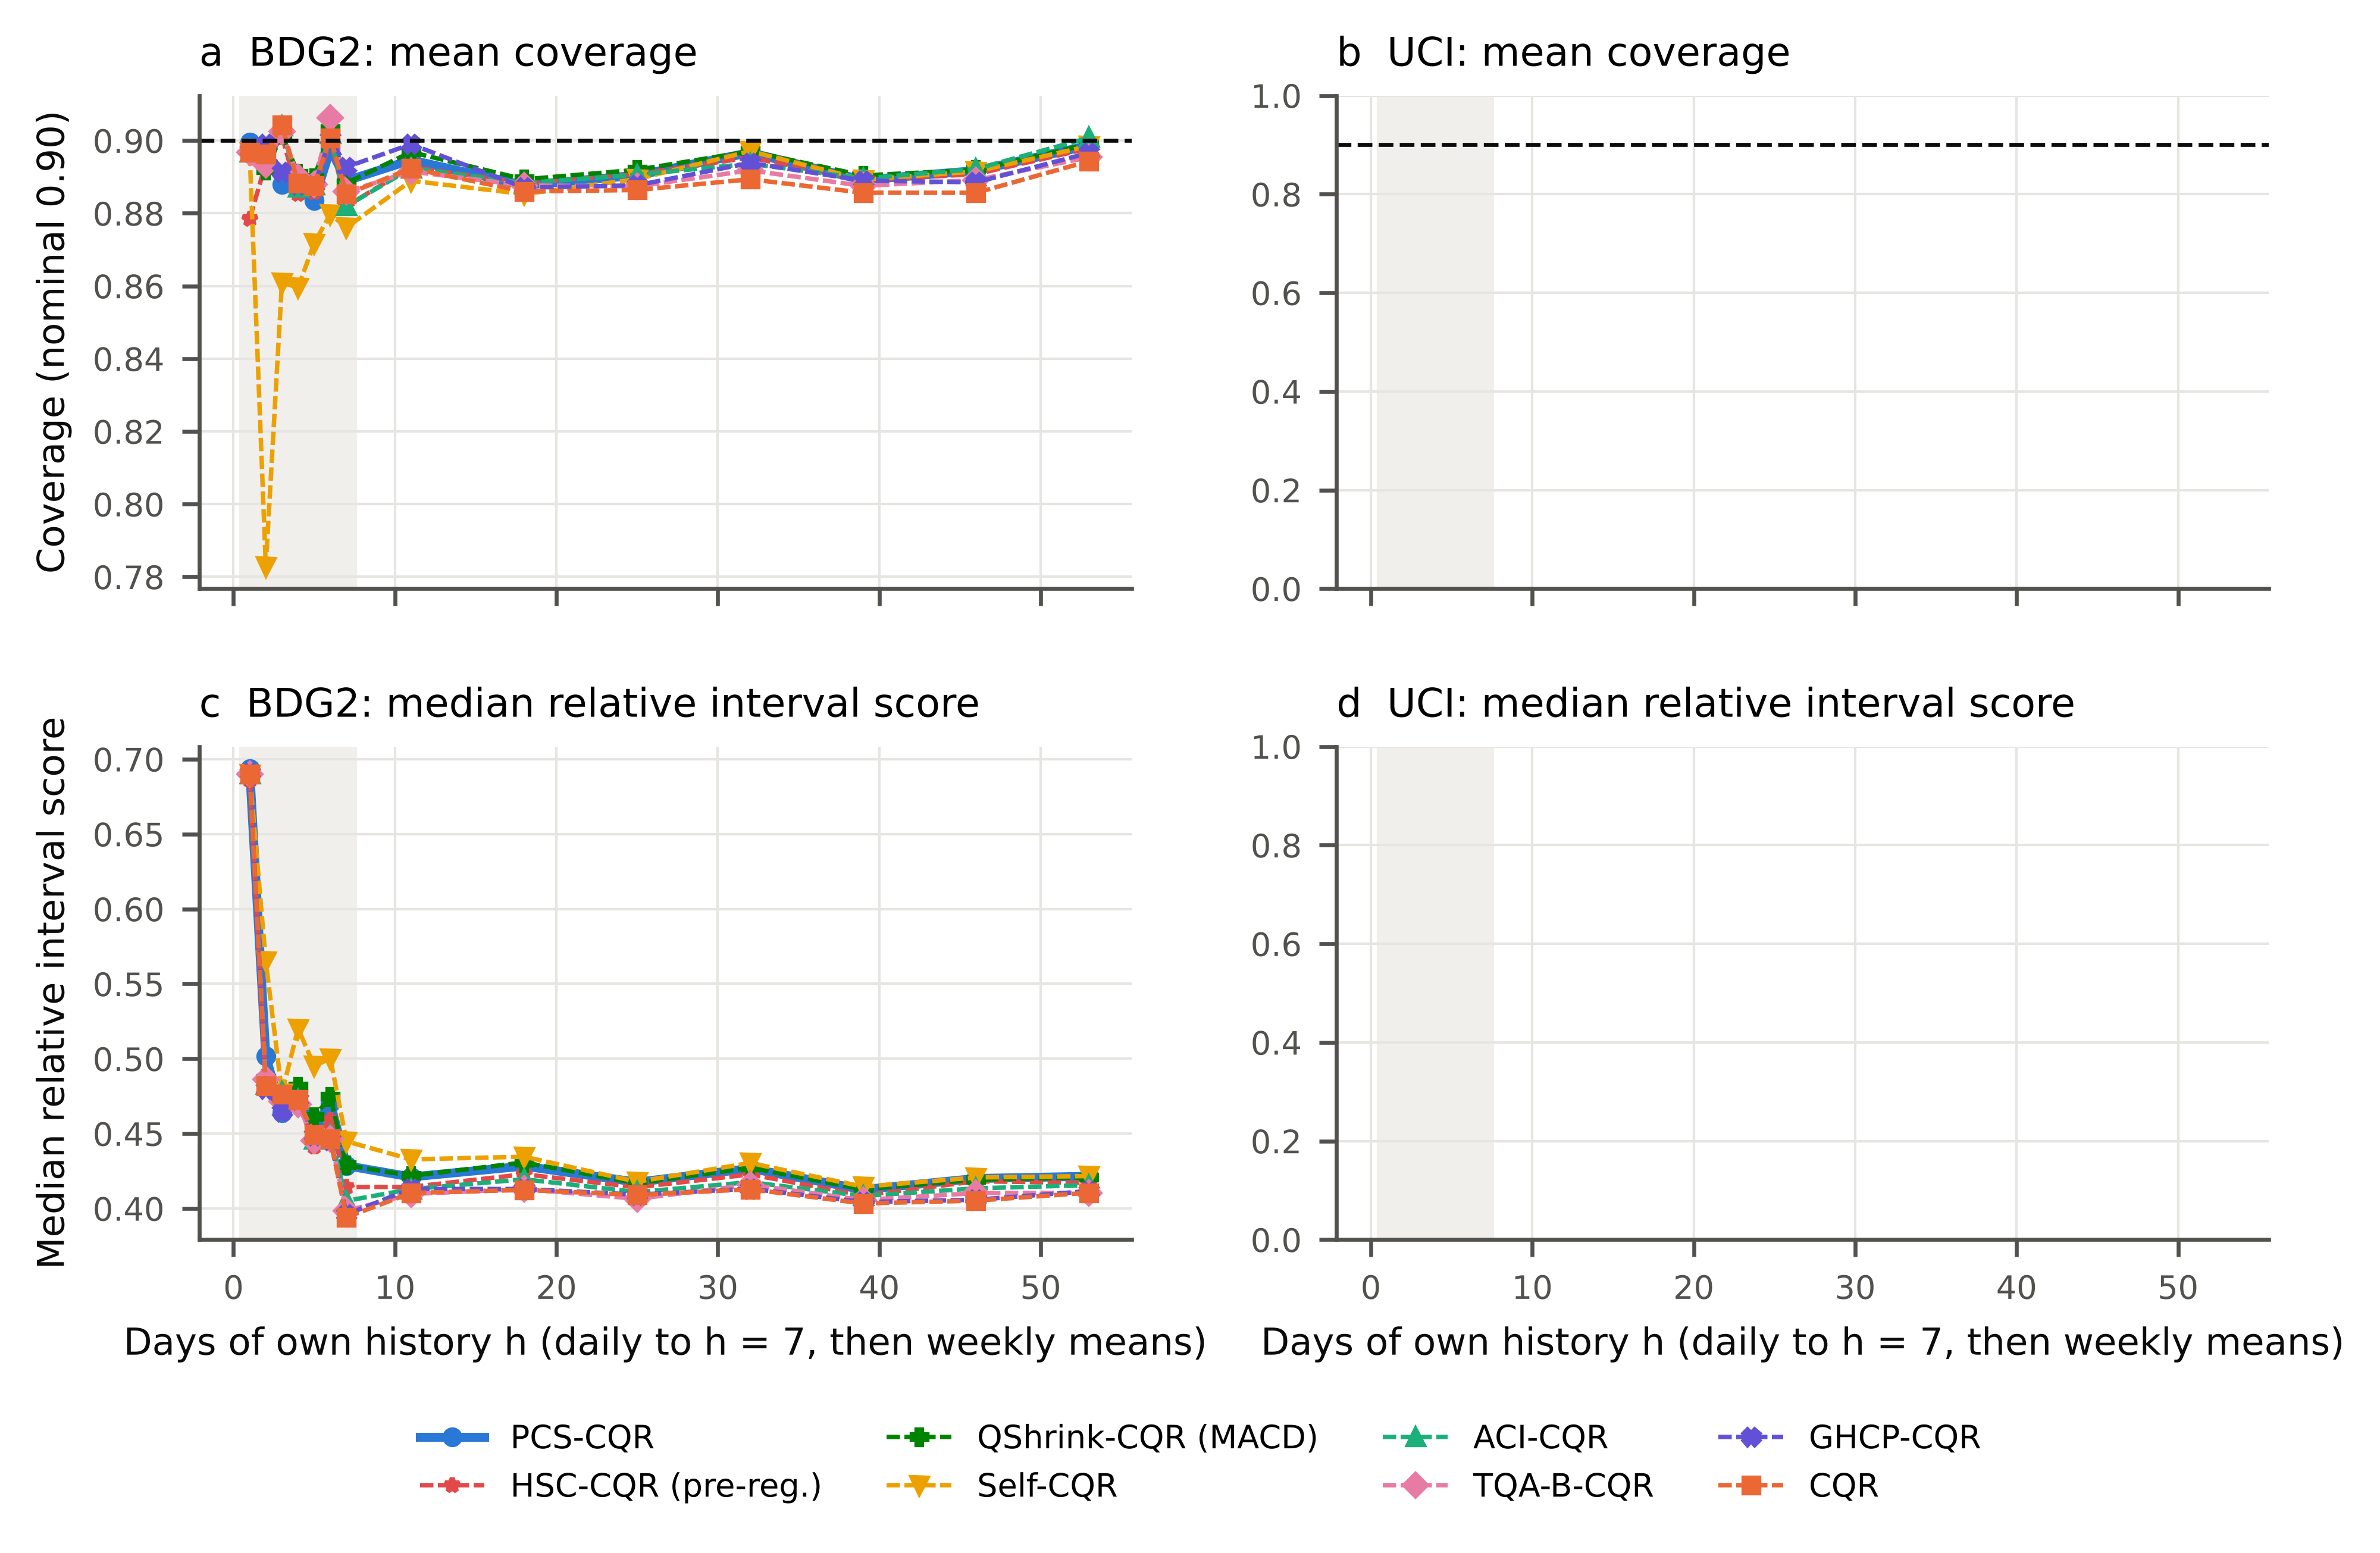 a BDG2: mean coverage
b UCI: mean coverage
Coverage (nominal 0.90)
0.90
0.88
0.86
0.84
0.82
0.80
0.78
1.0
0.8
0.6
0.4
0.2
0.0
c BDG2: median relative interval score
d UCI: median relative interval score
Median relative interval score
0.70
0.65
0.60
0.55
0.50
0.45
0.40
0 10 20 30 40 50
Days of own history h (daily to h = 7, then weekly means)
1.0
0.8
0.6
0.4
0.2
0.0
0 10 20 30 40 50
Days of own history h (daily to h = 7, then weekly means)
PCS-CQR
HSC-CQR (pre-reg.)
QShrink-CQR (MACD)
Self-CQR
ACI-CQR
TQA-B-CQR
GHCP-CQR
CQR